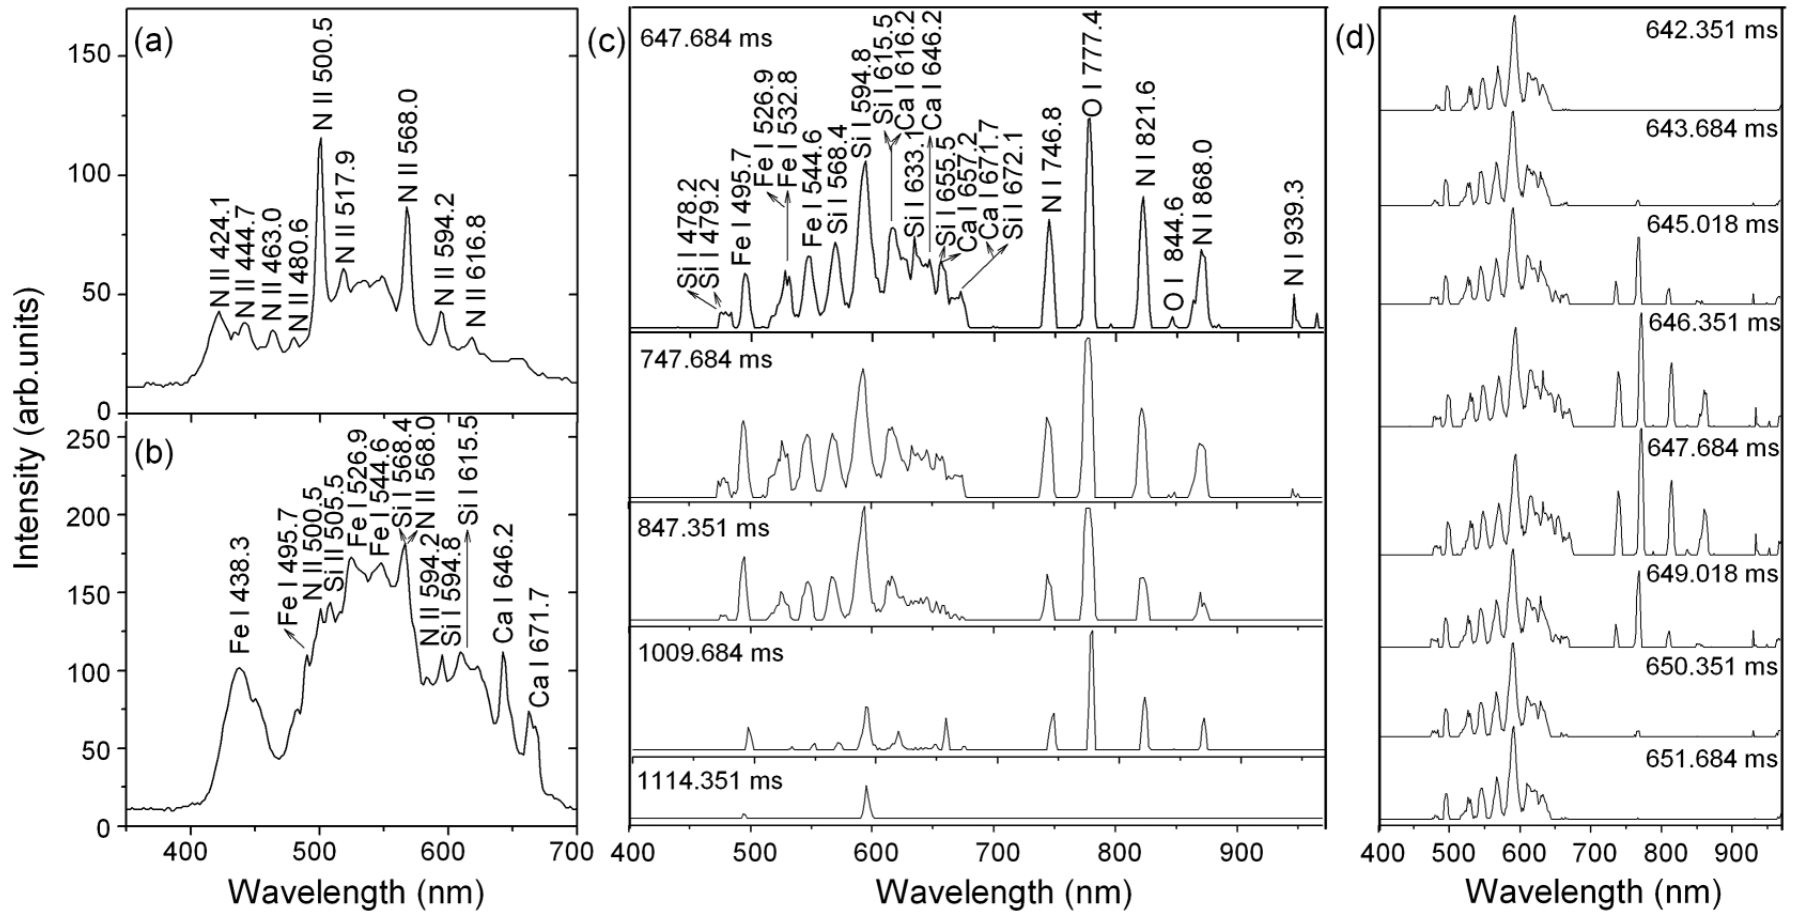 Intensity (arb.units)
(a)
150
100
50
0
N II 424.1
N II 444.7
N II 463.0
N II 480.6
N II 500.5
N II 517.9
N II 568.0
N II 594.2
N II 616.8
(b)
250
200
150
100
50
0
Fe I 438.3
Fe I 495.7
N II 500.5
Si II 505.5
Fe I 526.9
Fe I 544.6
Si I 568.4
N II 568.0
N II 594.2
Si I 594.8
Si I 615.5
Ca I 646.2
Ca I 671.7
400 500 600 700
Wavelength (nm)
(c)
647.684 ms
Si I 478.2
Si I 479.2
Fe I 495.7
Fe I 526.9
Fe I 532.8
Fe I 544.6
Si I 568.4
Si I 594.8
Si I 615.5
Ca I 616.2
Si I 633.1
Ca I 646.2
Si I 655.5
Ca I 657.2
Ca I 671.7
Si I 672.1
N I 746.8
O I 777.4
N I 821.6
O I 844.6
N I 868.0
N I 939.3
747.684 ms
847.351 ms
1009.684 ms
1114.351 ms
400 500 600 700 800 900
Wavelength (nm)
(d)
642.351 ms
643.684 ms
645.018 ms
646.351 ms
647.684 ms
649.018 ms
650.351 ms
651.684 ms
400 500 600 700 800 900
Wavelength (nm)